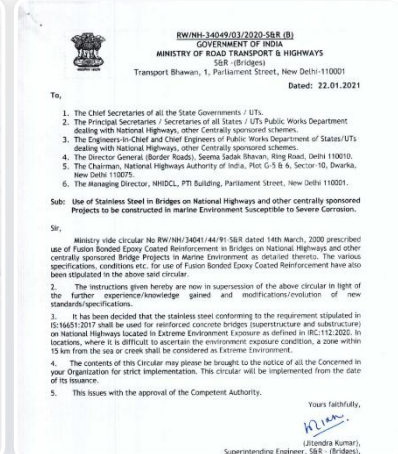 RW/NH-34049/03/2020-S&R (B)
GOVERNMENT OF INDIA
MINISTRY OF ROAD TRANSPORT & HIGHWAYS
S&R -(Bridges)
Transport Bhawan, 1, Parliament Street, New Delhi-110001
Dated: 22.01.2021
To,
1. The Chief Secretaries of all the State Governments / UTs.
2. The Principal Secretaries / Secretaries of all States / UTs Public Works Department
dealing with National Highways, other Centrally sponsored schemes.
3. The Engineers-in-Chief and Chief Engineers of Public Works Department of States/UTs
dealing with National Highways, other Centrally sponsored schemes.
4. The Director General (Border Roads), Seema Sadak Bhavan, Ring Road, Delhi 110010.
5. The Chairman, National Highways Authority of India, Plot G-5 & 6, Sector-10, Dwarka,
New Delhi 110075.
6. The Managing Director, NHIDCL, PTI Building, Parliament Street, New Delhi 110001.
Sub: Use of Stainless Steel in Bridges on National Highways and other centrally sponsored
Projects to be constructed in marine Environment Susceptible to Severe Corrosion.
Sir,
Ministry vide circular No RW/NH/34041/44/91-S&R dated 14th March, 2000 prescribed
use of Fusion Bonded Epoxy Coated Reinforcement in Bridges on National Highways and other
centrally sponsored Bridge Projects in Marine Environment as detailed thereto. The various
specifications, conditions etc. for use of Fusion Bonded Epoxy Coated Reinforcement have also
been stipulated in the above said circular.
2. The instructions given hereby are now in supersession of the above circular in light of
the further experience/knowledge gained and modifications/evolution of new
standards/specifications.
3. It has been decided that the stainless steel conforming to the requirement stipulated in
IS:16651:2017 shall be used for reinforced concrete bridges (superstructure and substructure)
on National Highways located in Extreme Environment Exposure as defined in IRC:112:2020. In
locations, where it is difficult to ascertain the environment exposure condition, a zone within
15 km from the sea or creek shall be considered as Extreme Environment.
4. The contents of this Circular may please be brought to the notice of all the Concerned in
your Organization for strict implementation. This circular will be implemented from the date
of its issuance.
5. This issues with the approval of the Competent Authority.
Yours faithfully,
(Jitendra Kumar),
Superintending Engineer, S&R - (Bridges),